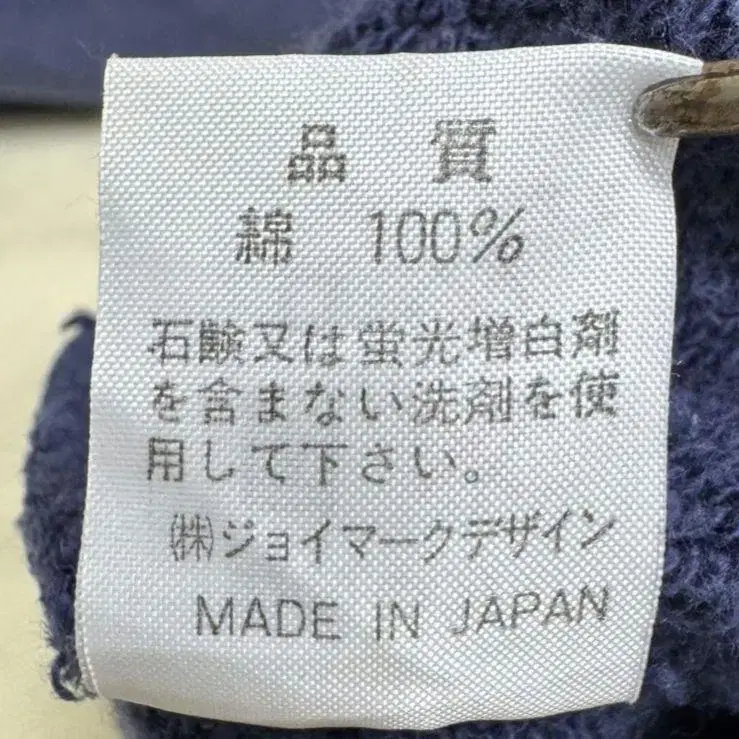 品 質
綿 100%
石鹸又は蛍光増白剤
を含まない洗剤を使
用して下さい。
㈱ジョイマークデザイン
MADE IN JAPAN